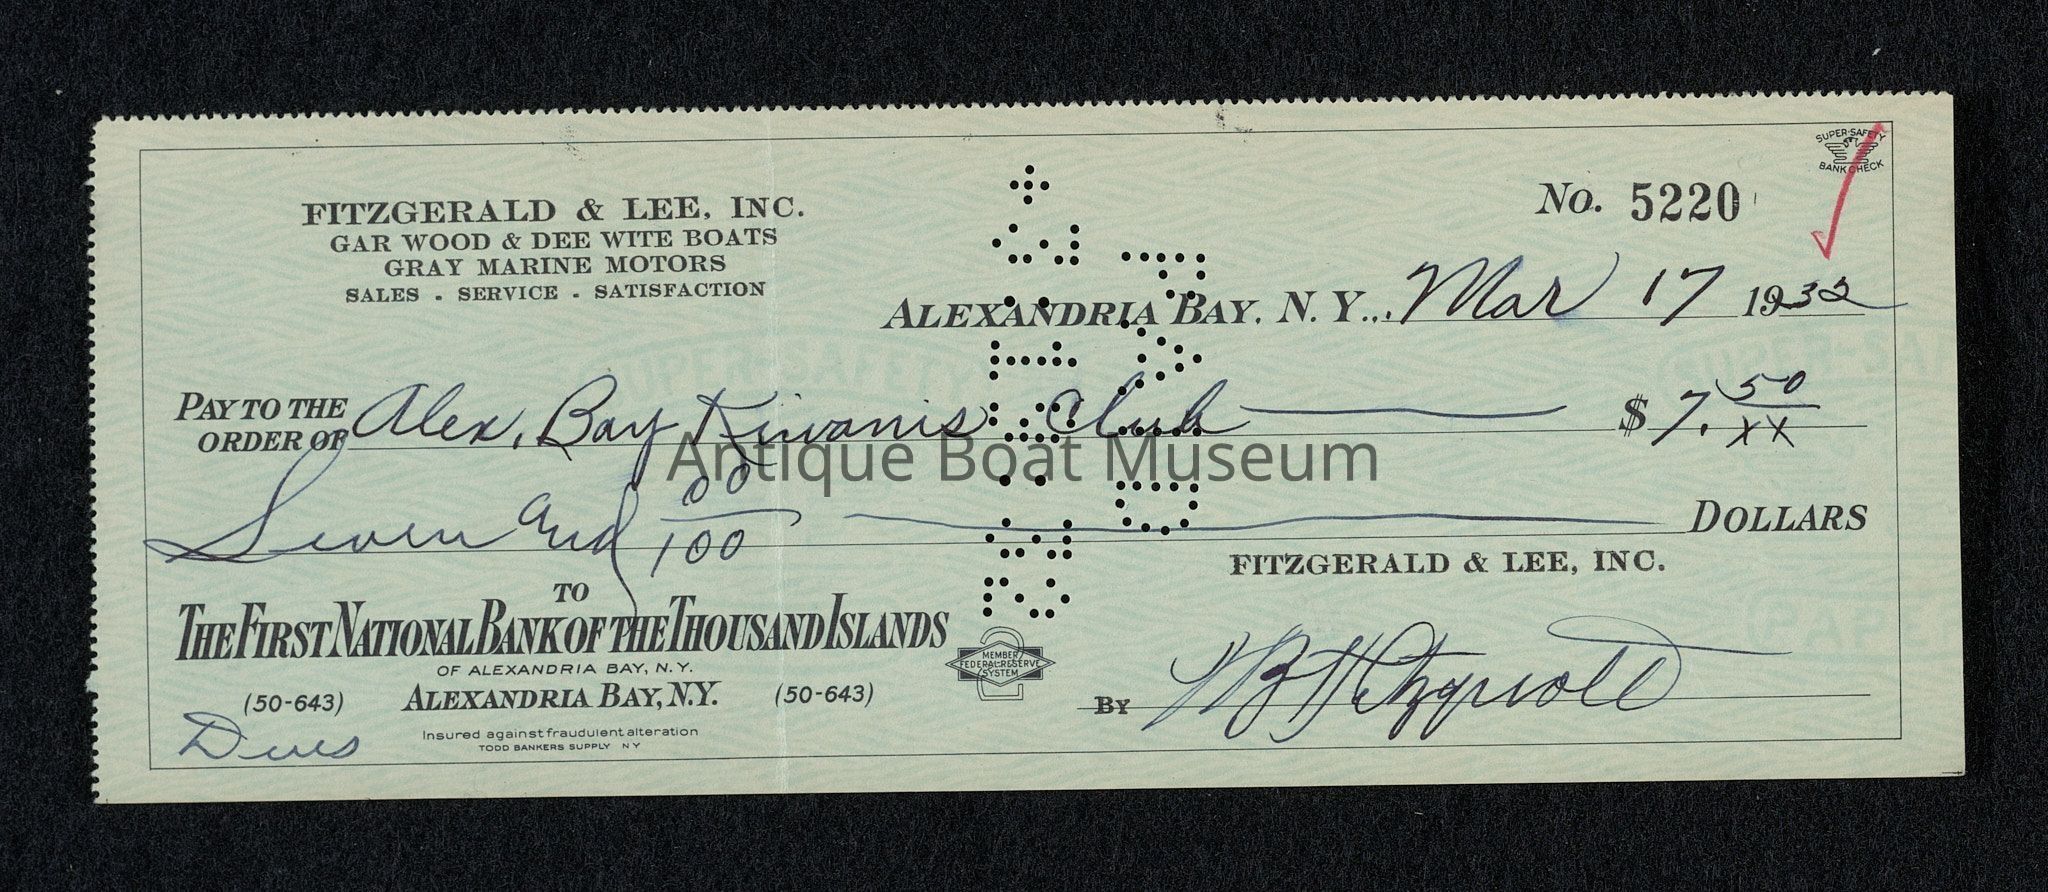 SUPER-SAFETY
BANK CHECK
No. 5220
FITZGERALD & LEE, INC.
GAR WOOD & DEE WITE BOATS
GRAY MARINE MOTORS
SALES - SERVICE - SATISFACTION
ALEXANDRIA BAY, N. Y... Mar 17 1932
PAY TO THE
ORDER OF Alex. Bay Kiwanis Club $ 7. 50/xx
Antique Boat Museum
Seven and 00/100 DOLLARS
FITZGERALD & LEE, INC.
TO
THE FIRST NATIONAL BANK OF THE THOUSAND ISLANDS
OF ALEXANDRIA BAY, N.Y.
(50-643) ALEXANDRIA BAY, N.Y. (50-643)
MEMBER
FEDERAL RESERVE
SYSTEM
2
BY
Dues
Insured against fraudulent alteration
TODD BANKERS SUPPLY NY